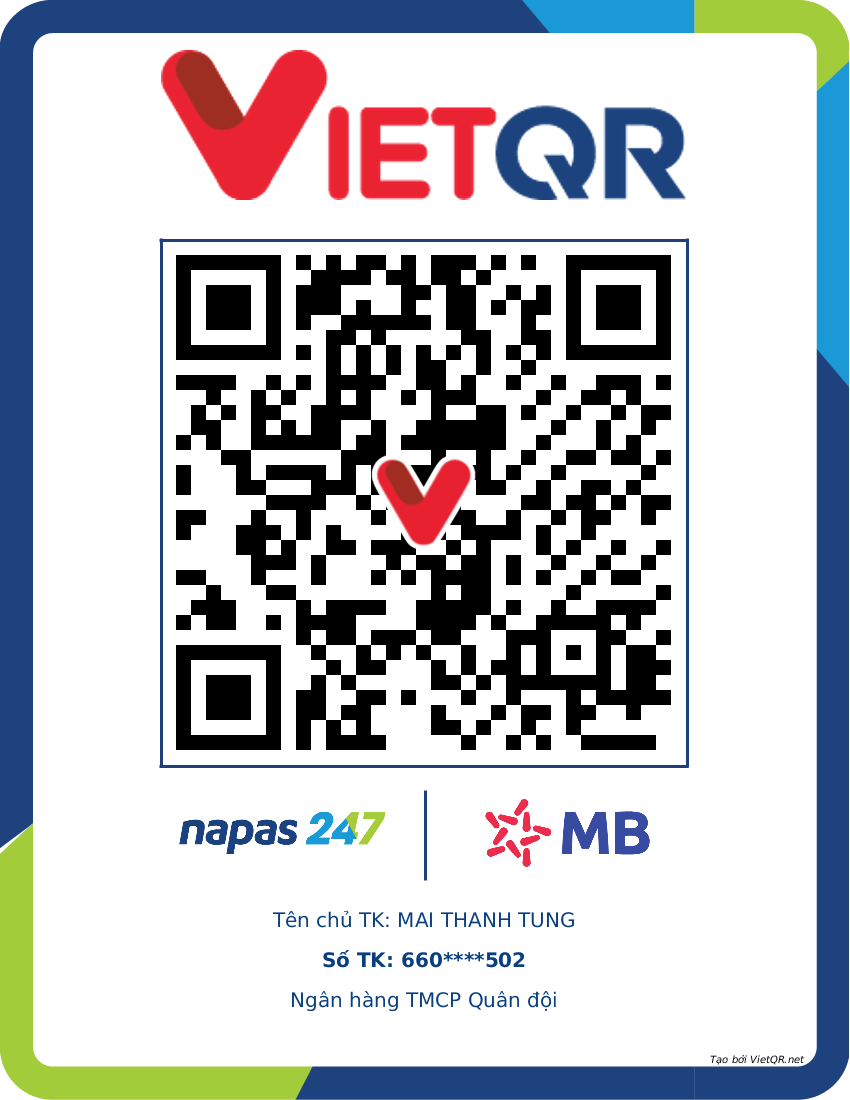 VIETQR
napas 247
MB
Tên chủ TK: MAI THANH TUNG
Số TK: 660****502
Ngân hàng TMCP Quân đội
Tạo bởi VietQR.net